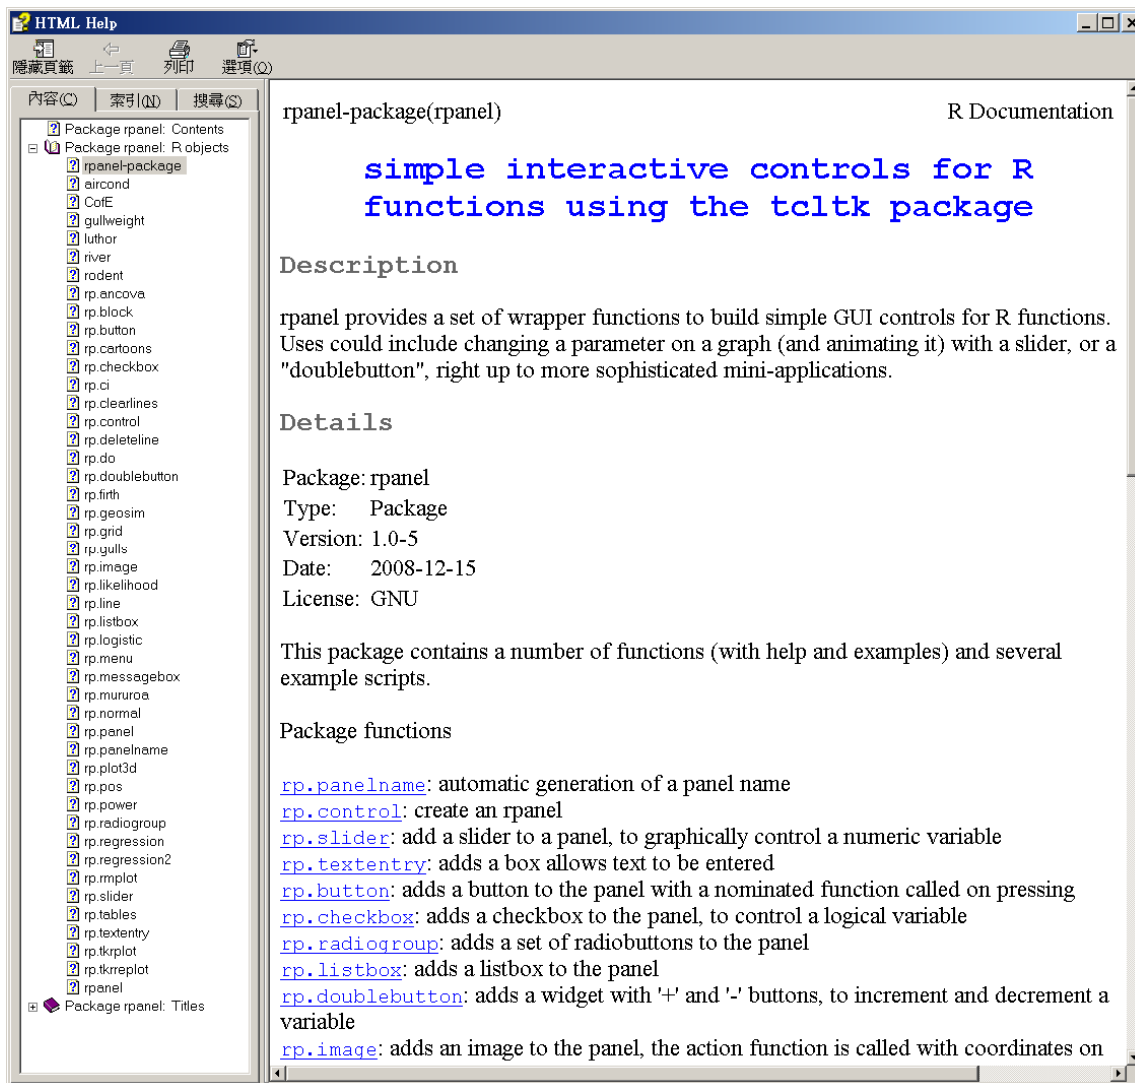 HTML Help
隱藏頁籤 上一頁 列印 選項(O)
內容(C) 索引(N) 搜尋(S)
Package rpanel: Contents
Package rpanel: R objects
rpanel-package
aircond
CofE
gullweight
luthor
river
rodent
rp.ancova
rp.block
rp.button
rp.cartoons
rp.checkbox
rp.ci
rp.clearlines
rp.control
rp.deleteline
rp.do
rp.doublebutton
rp.firth
rp.geosim
rp.grid
rp.gulls
rp.image
rp.likelihood
rp.line
rp.listbox
rp.logistic
rp.menu
rp.messagebox
rp.mururoa
rp.normal
rp.panel
rp.panelname
rp.plot3d
rp.pos
rp.power
rp.radiogroup
rp.regression
rp.regression2
rp.rmplot
rp.slider
rp.tables
rp.textentry
rp.tkrplot
rp.tkrreplot
rpanel
Package rpanel: Titles
rpanel-package(rpanel) R Documentation
simple interactive controls for R
functions using the tcltk package
Description
rpanel provides a set of wrapper functions to build simple GUI controls for R functions.
Uses could include changing a parameter on a graph (and animating it) with a slider, or a
"doublebutton", right up to more sophisticated mini-applications.
Details
Package: rpanel
Type: Package
Version: 1.0-5
Date: 2008-12-15
License: GNU
This package contains a number of functions (with help and examples) and several
example scripts.
Package functions
rp.panelname: automatic generation of a panel name
rp.control: create an rpanel
rp.slider: add a slider to a panel, to graphically control a numeric variable
rp.textentry: adds a box allows text to be entered
rp.button: adds a button to the panel with a nominated function called on pressing
rp.checkbox: adds a checkbox to the panel, to control a logical variable
rp.radiogroup: adds a set of radiobuttons to the panel
rp.listbox: adds a listbox to the panel
rp.doublebutton: adds a widget with '+' and '-' buttons, to increment and decrement a
variable
rp.image: adds an image to the panel, the action function is called with coordinates on